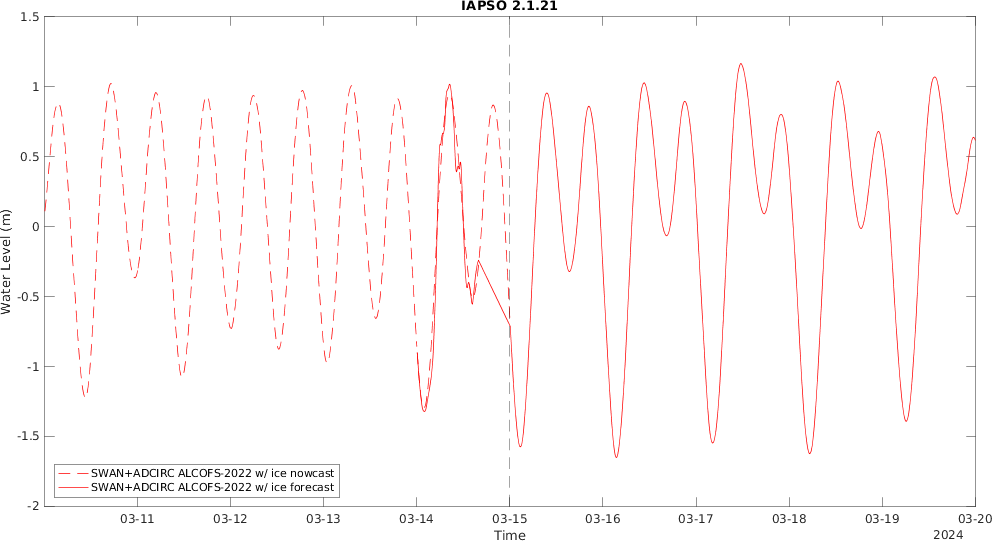 IAPSO 2.1.21
1.5
1
0.5
0
-0.5
-1
-1.5
-2
Water Level (m)
SWAN+ADCIRC ALCOFS-2022 w/ ice nowcast
SWAN+ADCIRC ALCOFS-2022 w/ ice forecast
03-11 03-12 03-13 03-14 03-15 03-16 03-17 03-18 03-19 03-20
Time
2024